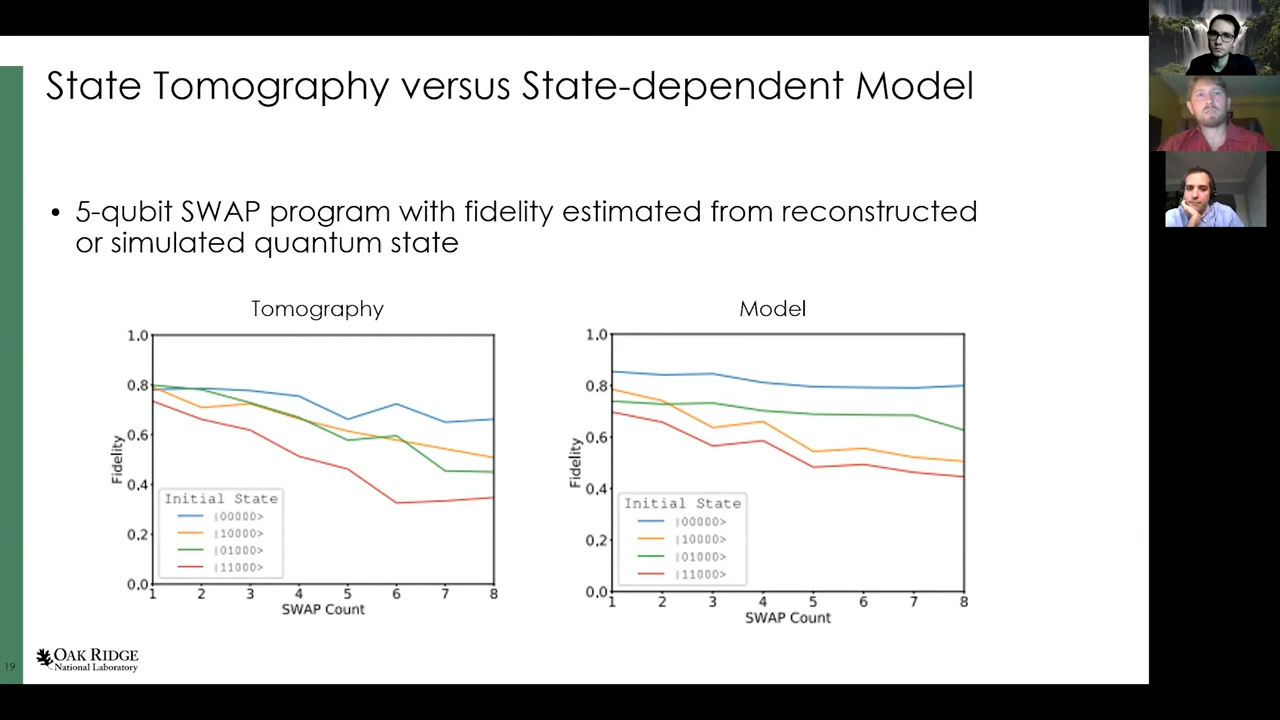 State Tomography versus State-dependent Model
• 5-qubit SWAP program with fidelity estimated from reconstructed
or simulated quantum state
Tomography
1.0
0.8
0.6
0.4
0.2
0.0
Fidelity
Initial State
|00000>
|10000>
|01000>
|11000>
1 2 3 4 5 6 7 8
SWAP Count
Model
1.0
0.8
0.6
0.4
0.2
0.0
Fidelity
Initial State
|00000>
|10000>
|01000>
|11000>
1 2 3 4 5 6 7 8
SWAP Count
19
OAK RIDGE
National Laboratory